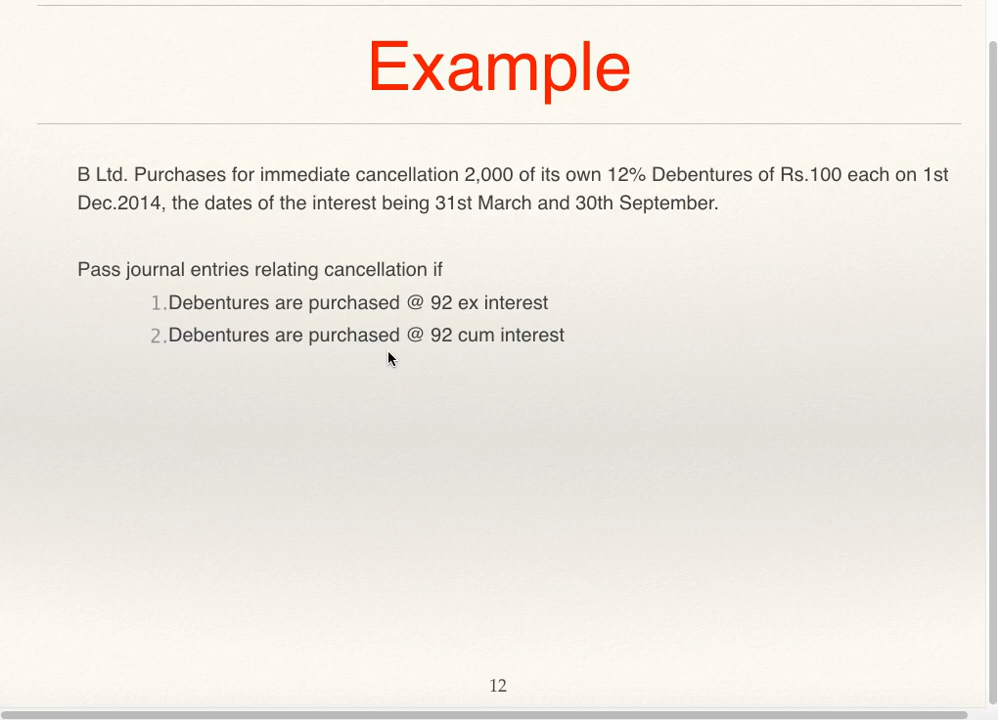 Example
B Ltd. Purchases for immediate cancellation 2,000 of its own 12% Debentures of Rs.100 each on 1st
Dec.2014, the dates of the interest being 31st March and 30th September.
Pass journal entries relating cancellation if
1.Debentures are purchased @ 92 ex interest
2.Debentures are purchased @ 92 cum interest
12